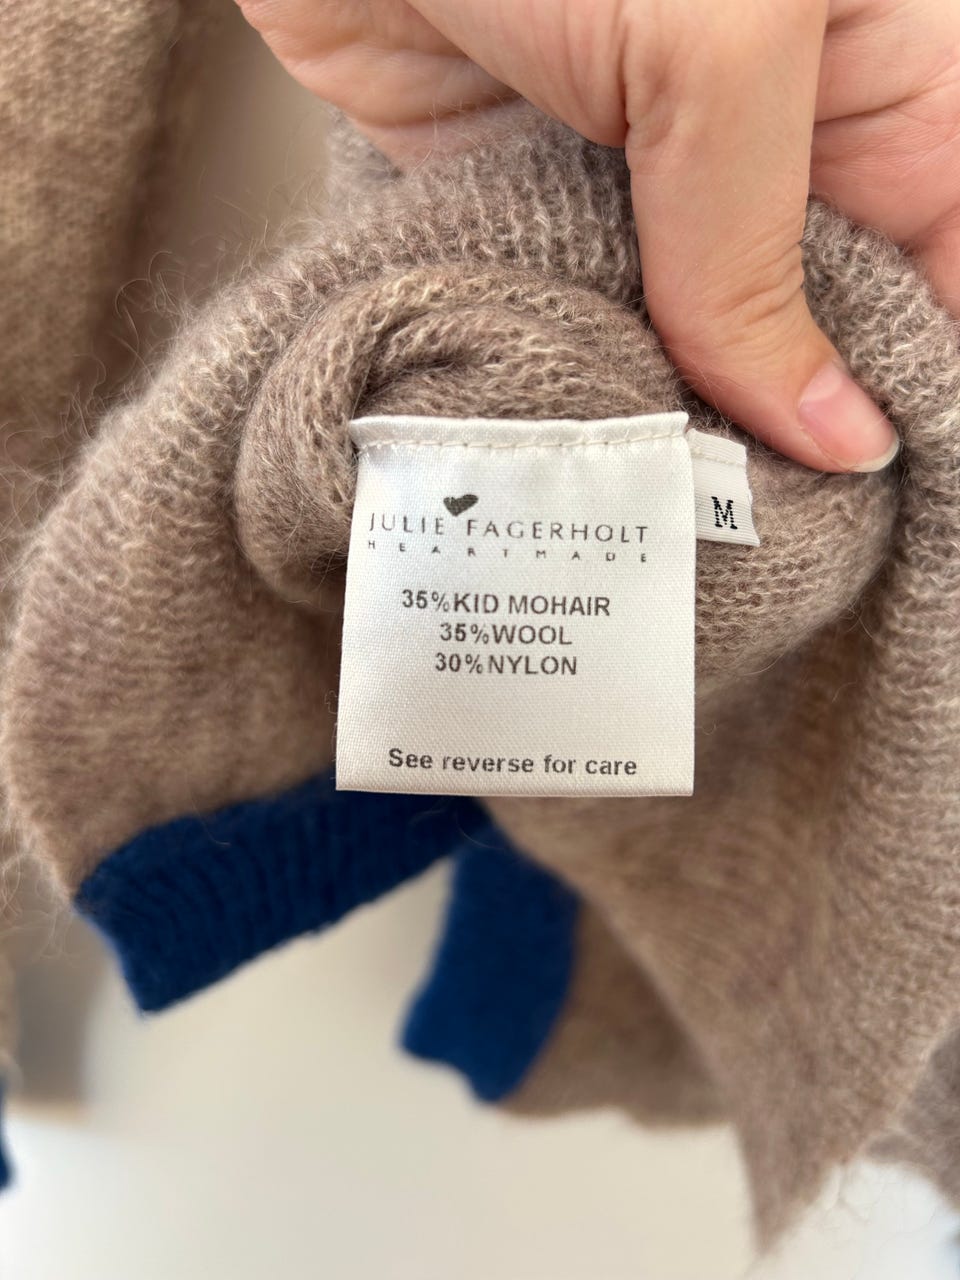 JULIE FAGERHOLT
HEARTMADE
M
35%KID MOHAIR
35%WOOL
30%NYLON
See reverse for care